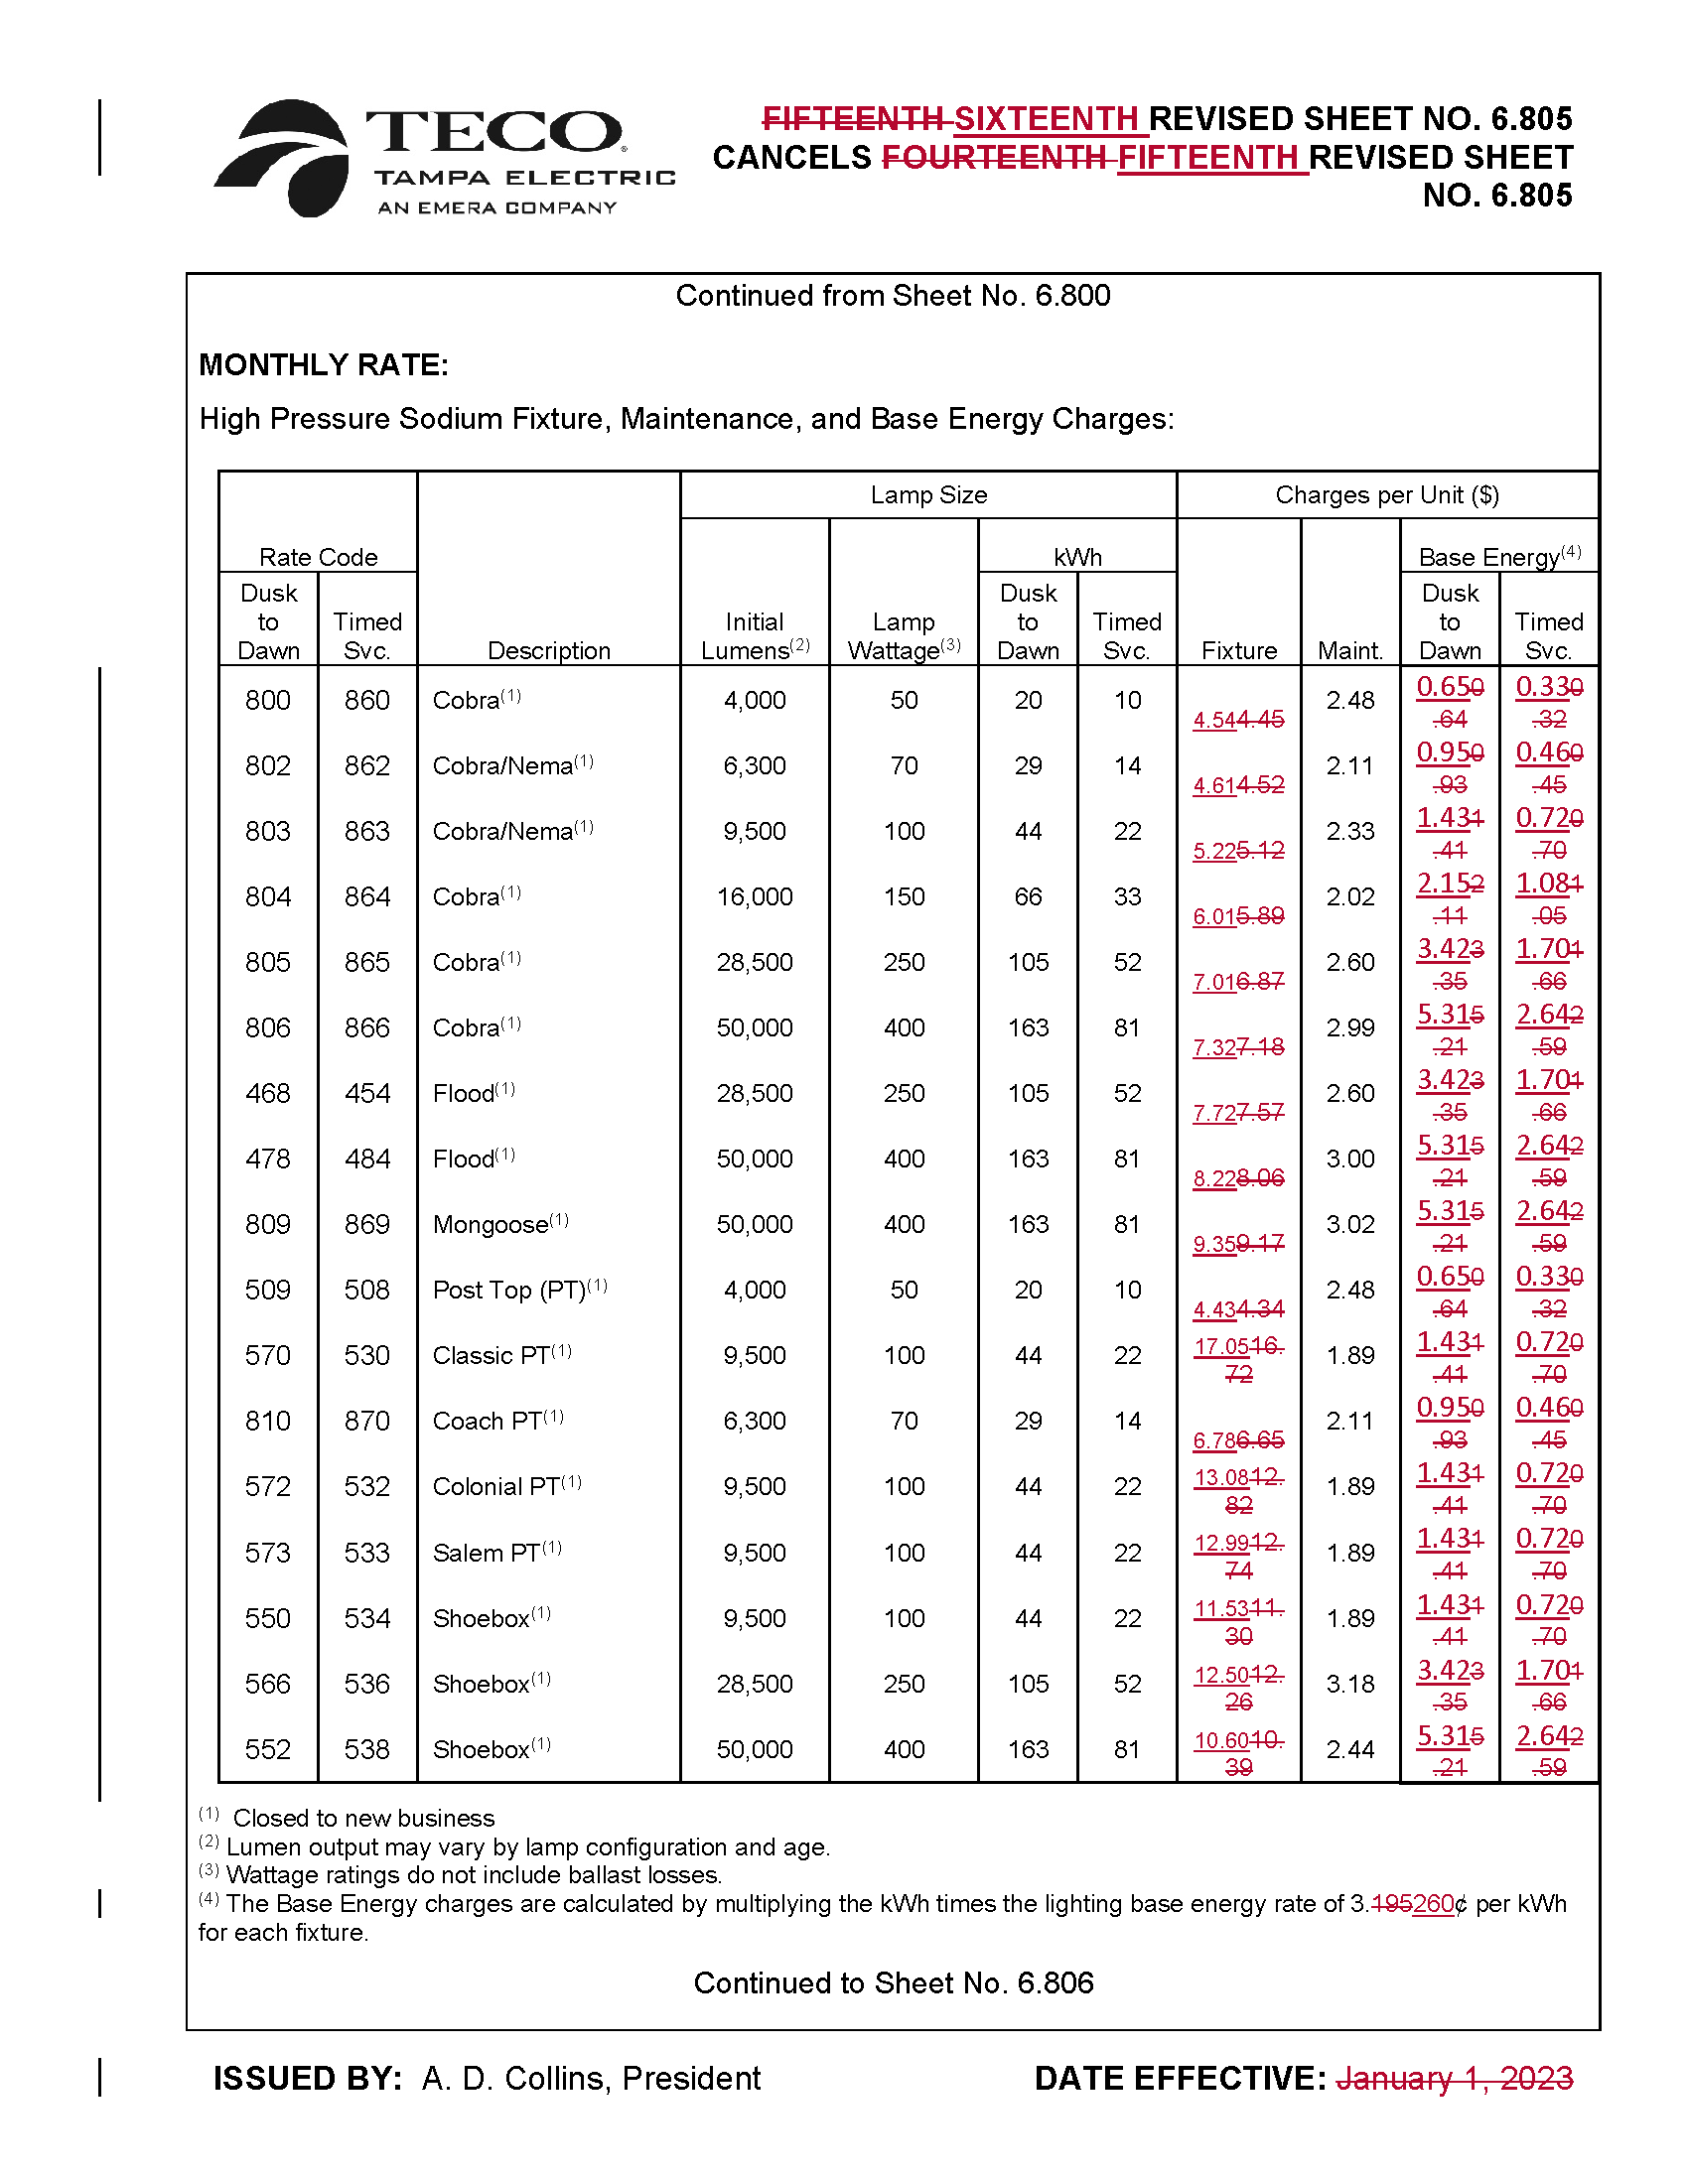 TECO.
TAMPA ELECTRIC
AN EMERA COMPANY
FIFTEENTH SIXTEENTH REVISED SHEET NO. 6.805
CANCELS FOURTEENTH FIFTEENTH REVISED SHEET
NO. 6.805
Continued from Sheet No. 6.800
MONTHLY RATE:
High Pressure Sodium Fixture, Maintenance, and Base Energy Charges:
Lamp Size Charges per Unit ($)
Rate Code kWh Base Energy(4)
Dusk to Dawn Timed Svc. Description Initial Lumens(2) Lamp Wattage(3) Dusk to Dawn Timed Svc. Fixture Maint. Dusk to Dawn Timed Svc.
800 860 Cobra(1) 4,000 50 20 10 4.544.45 2.48 0.650.64 0.330.32
802 862 Cobra/Nema(1) 6,300 70 29 14 4.614.52 2.11 0.950.93 0.460.45
803 863 Cobra/Nema(1) 9,500 100 44 22 5.225.12 2.33 1.431.41 0.720.70
804 864 Cobra(1) 16,000 150 66 33 6.015.89 2.02 2.152.11 1.081.05
805 865 Cobra(1) 28,500 250 105 52 7.016.87 2.60 3.423.35 1.701.66
806 866 Cobra(1) 50,000 400 163 81 7.327.18 2.99 5.315.21 2.642.59
468 454 Flood(1) 28,500 250 105 52 7.727.57 2.60 3.423.35 1.701.66
478 484 Flood(1) 50,000 400 163 81 8.228.06 3.00 5.315.21 2.642.59
809 869 Mongoose(1) 50,000 400 163 81 9.359.17 3.02 5.315.21 2.642.59
509 508 Post Top (PT)(1) 4,000 50 20 10 4.434.34 2.48 0.650.64 0.330.32
570 530 Classic PT(1) 9,500 100 44 22 17.0516.72 1.89 1.431.41 0.720.70
810 870 Coach PT(1) 6,300 70 29 14 6.786.65 2.11 0.950.93 0.460.45
572 532 Colonial PT(1) 9,500 100 44 22 13.0812.82 1.89 1.431.41 0.720.70
573 533 Salem PT(1) 9,500 100 44 22 12.9912.74 1.89 1.431.41 0.720.70
550 534 Shoebox(1) 9,500 100 44 22 11.5311.30 1.89 1.431.41 0.720.70
566 536 Shoebox(1) 28,500 250 105 52 12.5012.26 3.18 3.423.35 1.701.66
552 538 Shoebox(1) 50,000 400 163 81 10.6010.39 2.44 5.315.21 2.642.59
(1) Closed to new business
(2) Lumen output may vary by lamp configuration and age.
(3) Wattage ratings do not include ballast losses.
(4) The Base Energy charges are calculated by multiplying the kWh times the lighting base energy rate of 3.195260¢ per kWh
for each fixture.
Continued to Sheet No. 6.806
ISSUED BY: A. D. Collins, President DATE EFFECTIVE: January 1, 2023